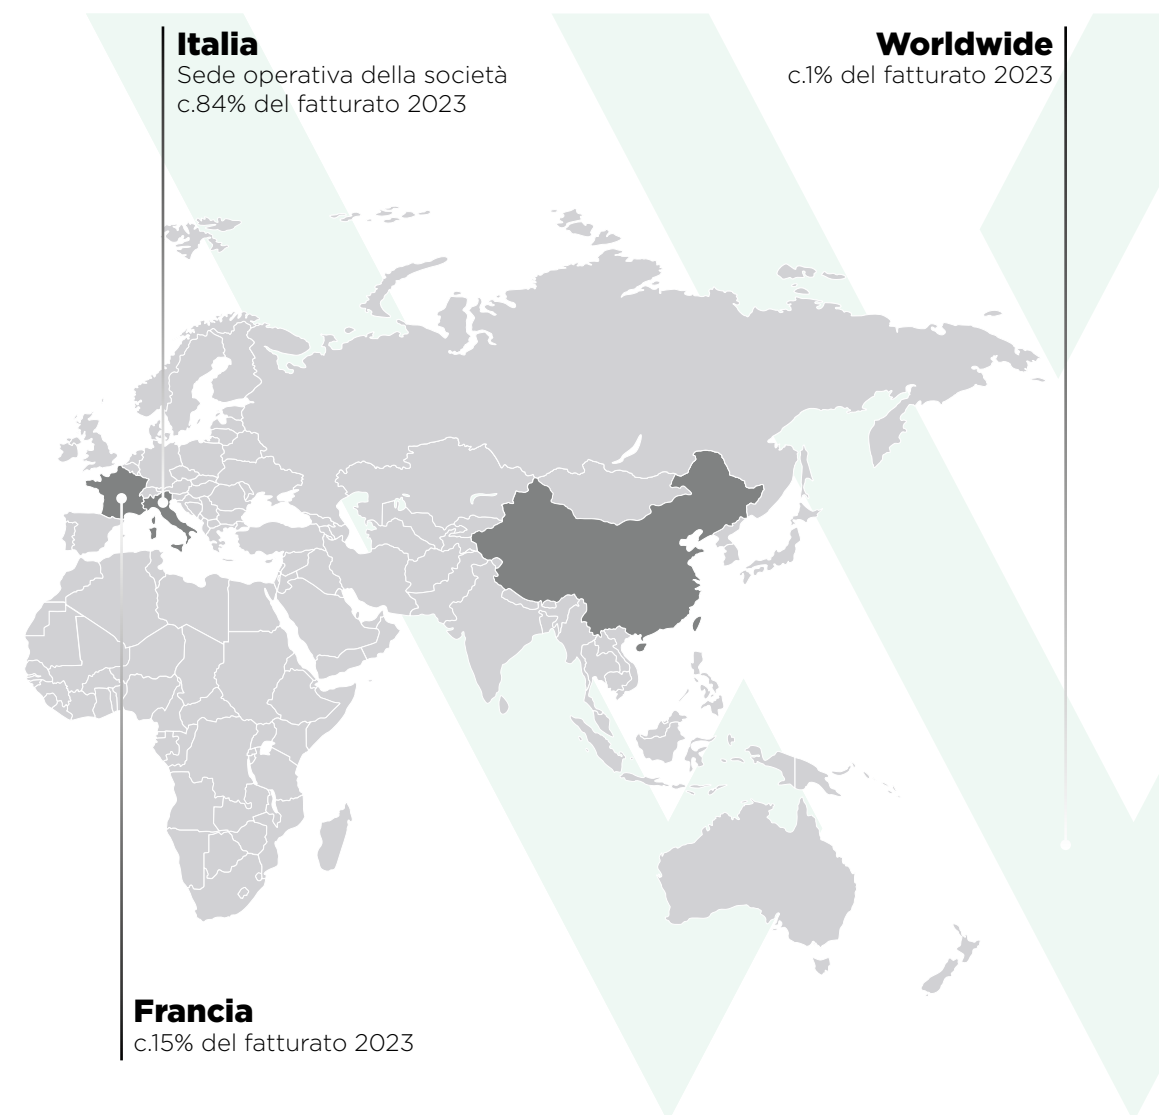 Italia
Sede operativa della società
c.84% del fatturato 2023
Worldwide
c.1% del fatturato 2023
Francia
c.15% del fatturato 2023